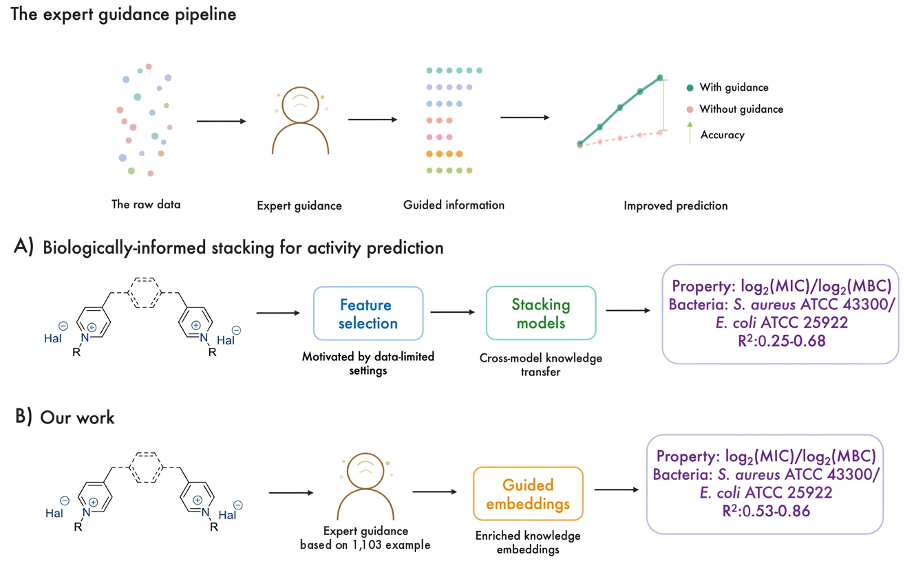 The expert guidance pipeline
With guidance
Without guidance
Accuracy
The raw data
Expert guidance
Guided information
Improved prediction
A) Biologically-informed stacking for activity prediction
Hal⊖
N⊕
R
N⊕
R
Hal⊖
Feature
selection
Motivated by data-limited
settings
Stacking
models
Cross-model knowledge
transfer
Property: log₂(MIC)/log₂(MBC)
Bacteria: S. aureus ATCC 43300/
E. coli ATCC 25922
R²:0.25-0.68
B) Our work
Hal⊖
N⊕
R
N⊕
R
Hal⊖
Expert guidance
based on 1,103 example
Guided
embeddings
Enriched knowledge
embeddings
Property: log₂(MIC)/log₂(MBC)
Bacteria: S. aureus ATCC 43300/
E. coli ATCC 25922
R²:0.53-0.86